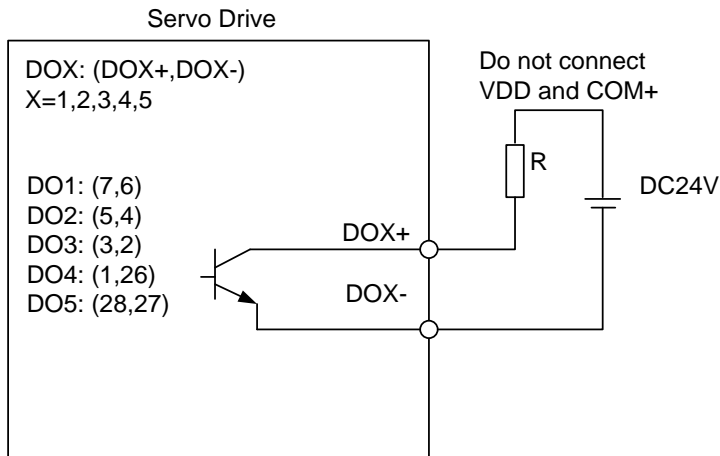 Servo Drive
DOX: (DOX+,DOX-)
X=1,2,3,4,5
Do not connect
VDD and COM+
R
DC24V
DO1: (7,6)
DO2: (5,4)
DO3: (3,2)
DO4: (1,26)
DO5: (28,27)
DOX+
DOX-